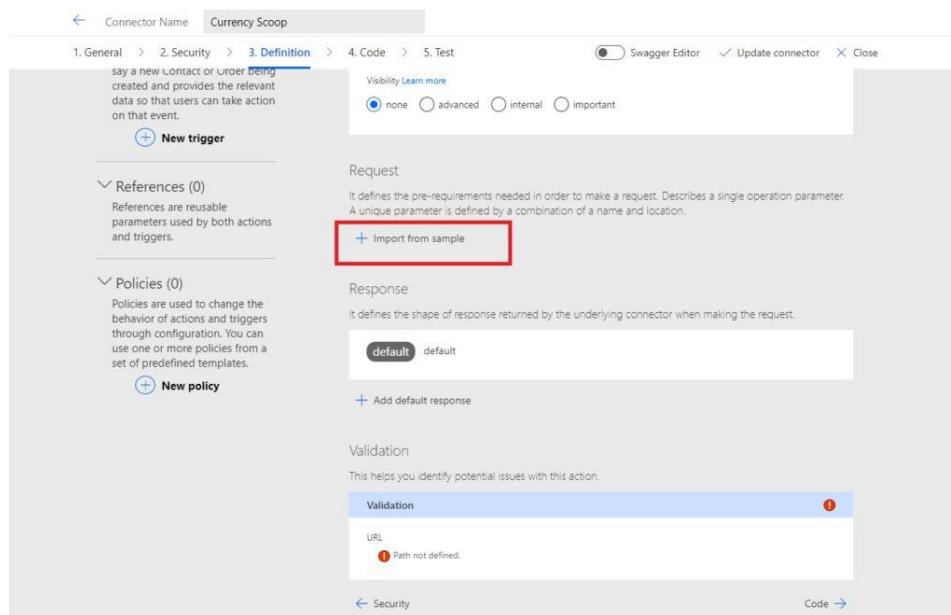 Connector Name Currency Scoop
1. General > 2. Security > 3. Definition > 4. Code > 5. Test Swagger Editor Update connector Close
say a new Contact or Order being
created and provides the relevant
data so that users can take action
on that event.
New trigger
References (0)
References are reusable
parameters used by both actions
and triggers.
Policies (0)
Policies are used to change the
behavior of actions and triggers
through configuration. You can
use one or more policies from a
set of predefined templates.
New policy
Visibility Learn more
none advanced internal important
Request
It defines the pre-requirements needed in order to make a request. Describes a single operation parameter.
A unique parameter is defined by a combination of a name and location.
Import from sample
Response
It defines the shape of response returned by the underlying connector when making the request.
default default
Add default response
Validation
This helps you identify potential issues with this action.
Validation
URL
Path not defined.
Security Code